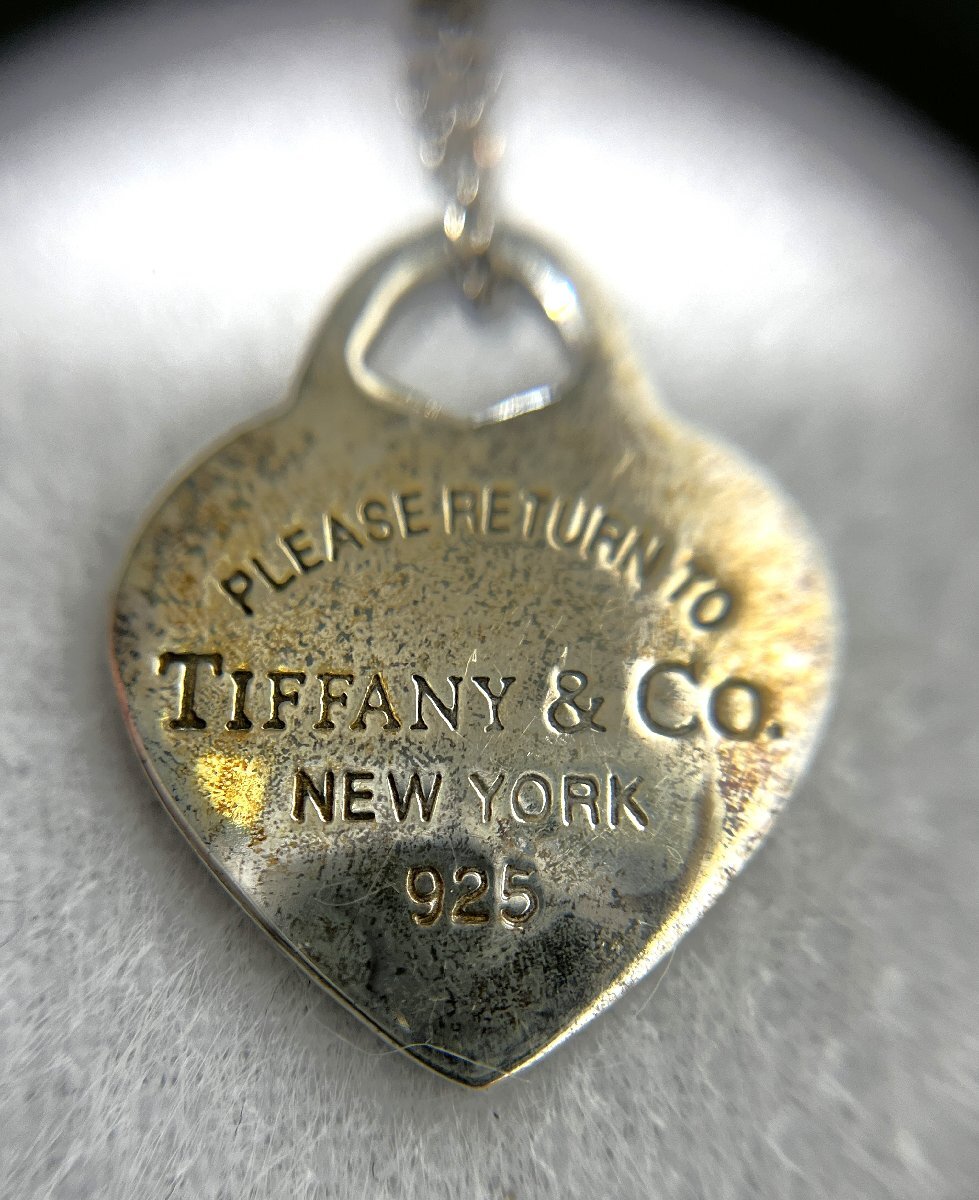 PLEASE RETURN TO
TIFFANY & CO.
NEW YORK
925